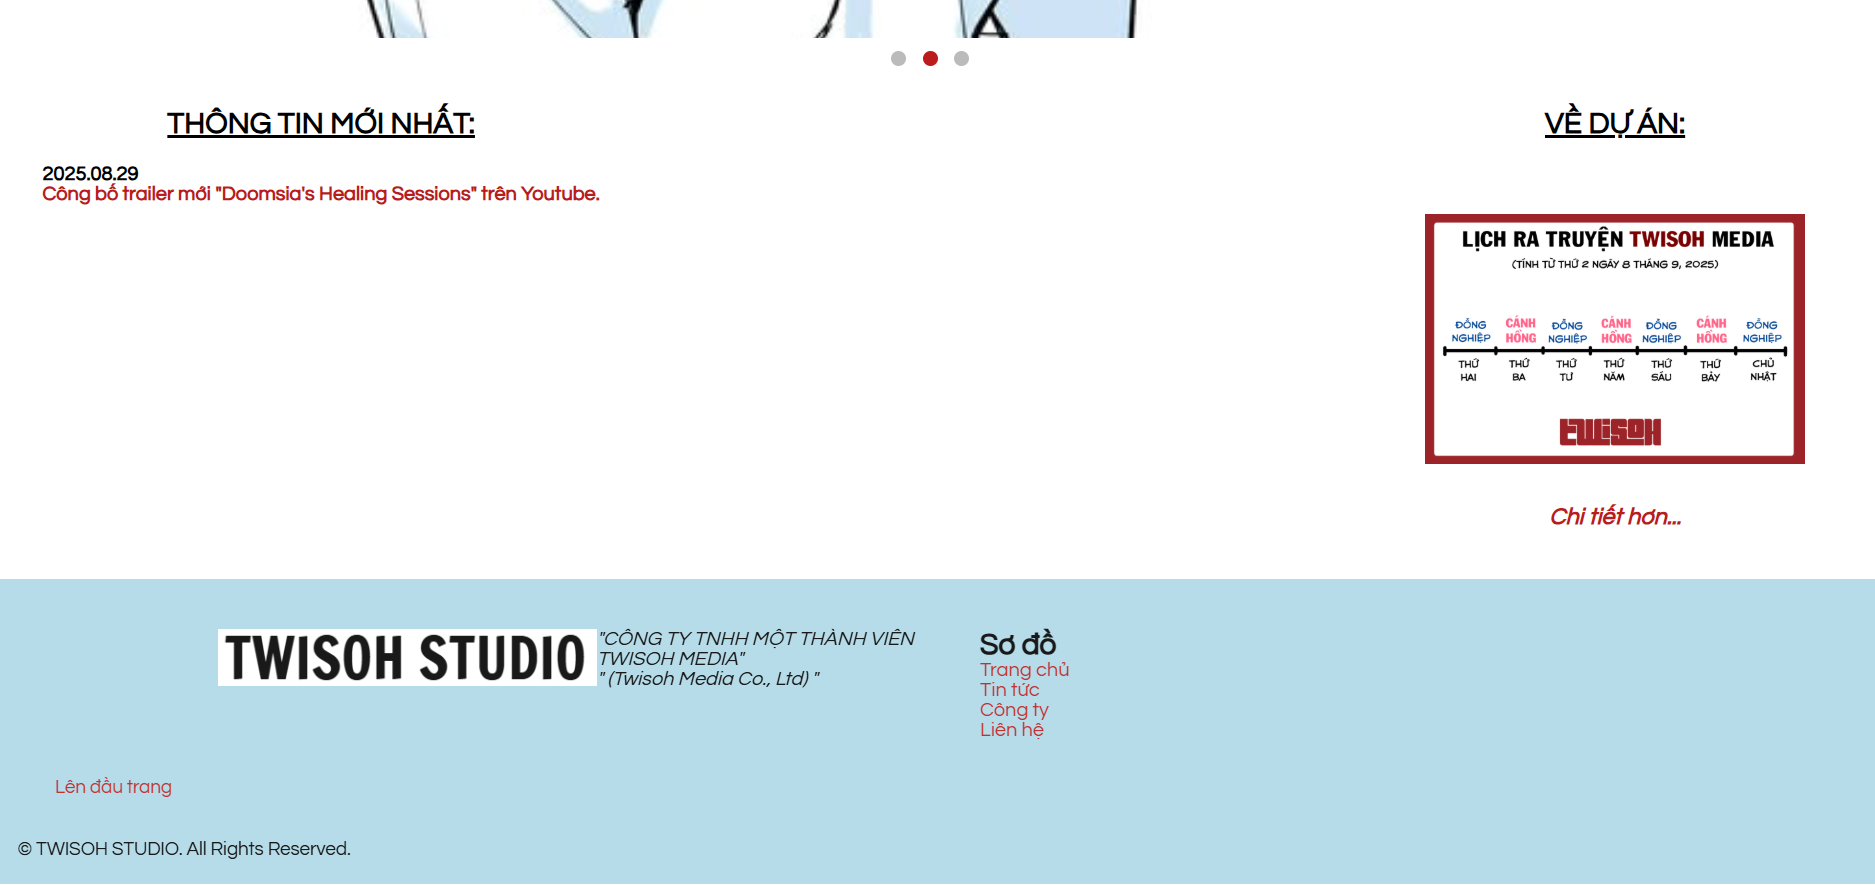 THÔNG TIN MỚI NHẤT:
2025.08.29
Công bố trailer mới "Doomsia's Healing Sessions" trên Youtube.
VỀ DỰ ÁN:
LỊCH RA TRUYỆN TWISOH MEDIA
(TÍNH TỪ THỨ 2 NGÀY 8 THÁNG 9, 2025)
ĐỒNG NGHIỆP
CÁNH HỒNG
ĐỒNG NGHIỆP
CÁNH HỒNG
ĐỒNG NGHIỆP
CÁNH HỒNG
ĐỒNG NGHIỆP
THỨ HAI
THỨ BA
THỨ TƯ
THỨ NĂM
THỨ SÁU
THỨ BẢY
CHỦ NHẬT
twisoh
Chi tiết hơn...
TWISOH STUDIO
"CÔNG TY TNHH MỘT THÀNH VIÊN
TWISOH MEDIA"
" (Twisoh Media Co., Ltd) "
Sơ đồ
Trang chủ
Tin tức
Công ty
Liên hệ
Lên đầu trang
© TWISOH STUDIO. All Rights Reserved.